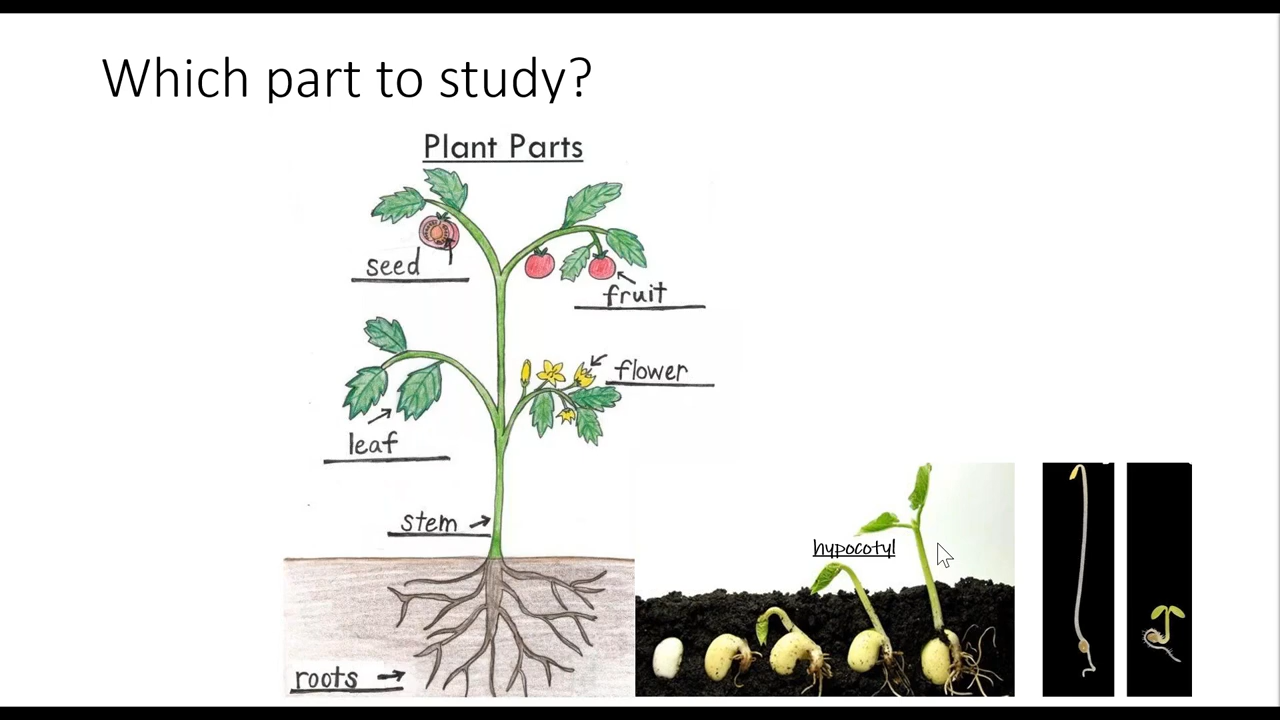 Which part to study?
Plant Parts
seed
fruit
flower
leaf
stem
hypocotyl
roots